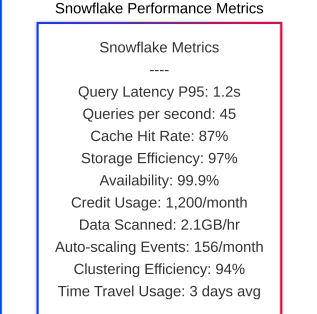 Snowflake Performance Metrics
Snowflake Metrics
----
Query Latency P95: 1.2s
Queries per second: 45
Cache Hit Rate: 87%
Storage Efficiency: 97%
Availability: 99.9%
Credit Usage: 1,200/month
Data Scanned: 2.1GB/hr
Auto-scaling Events: 156/month
Clustering Efficiency: 94%
Time Travel Usage: 3 days avg